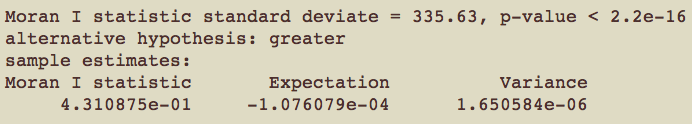 Moran I statistic standard deviate = 335.63, p-value < 2.2e-16
alternative hypothesis: greater
sample estimates:
Moran I statistic Expectation Variance
4.310875e-01 -1.076079e-04 1.650584e-06